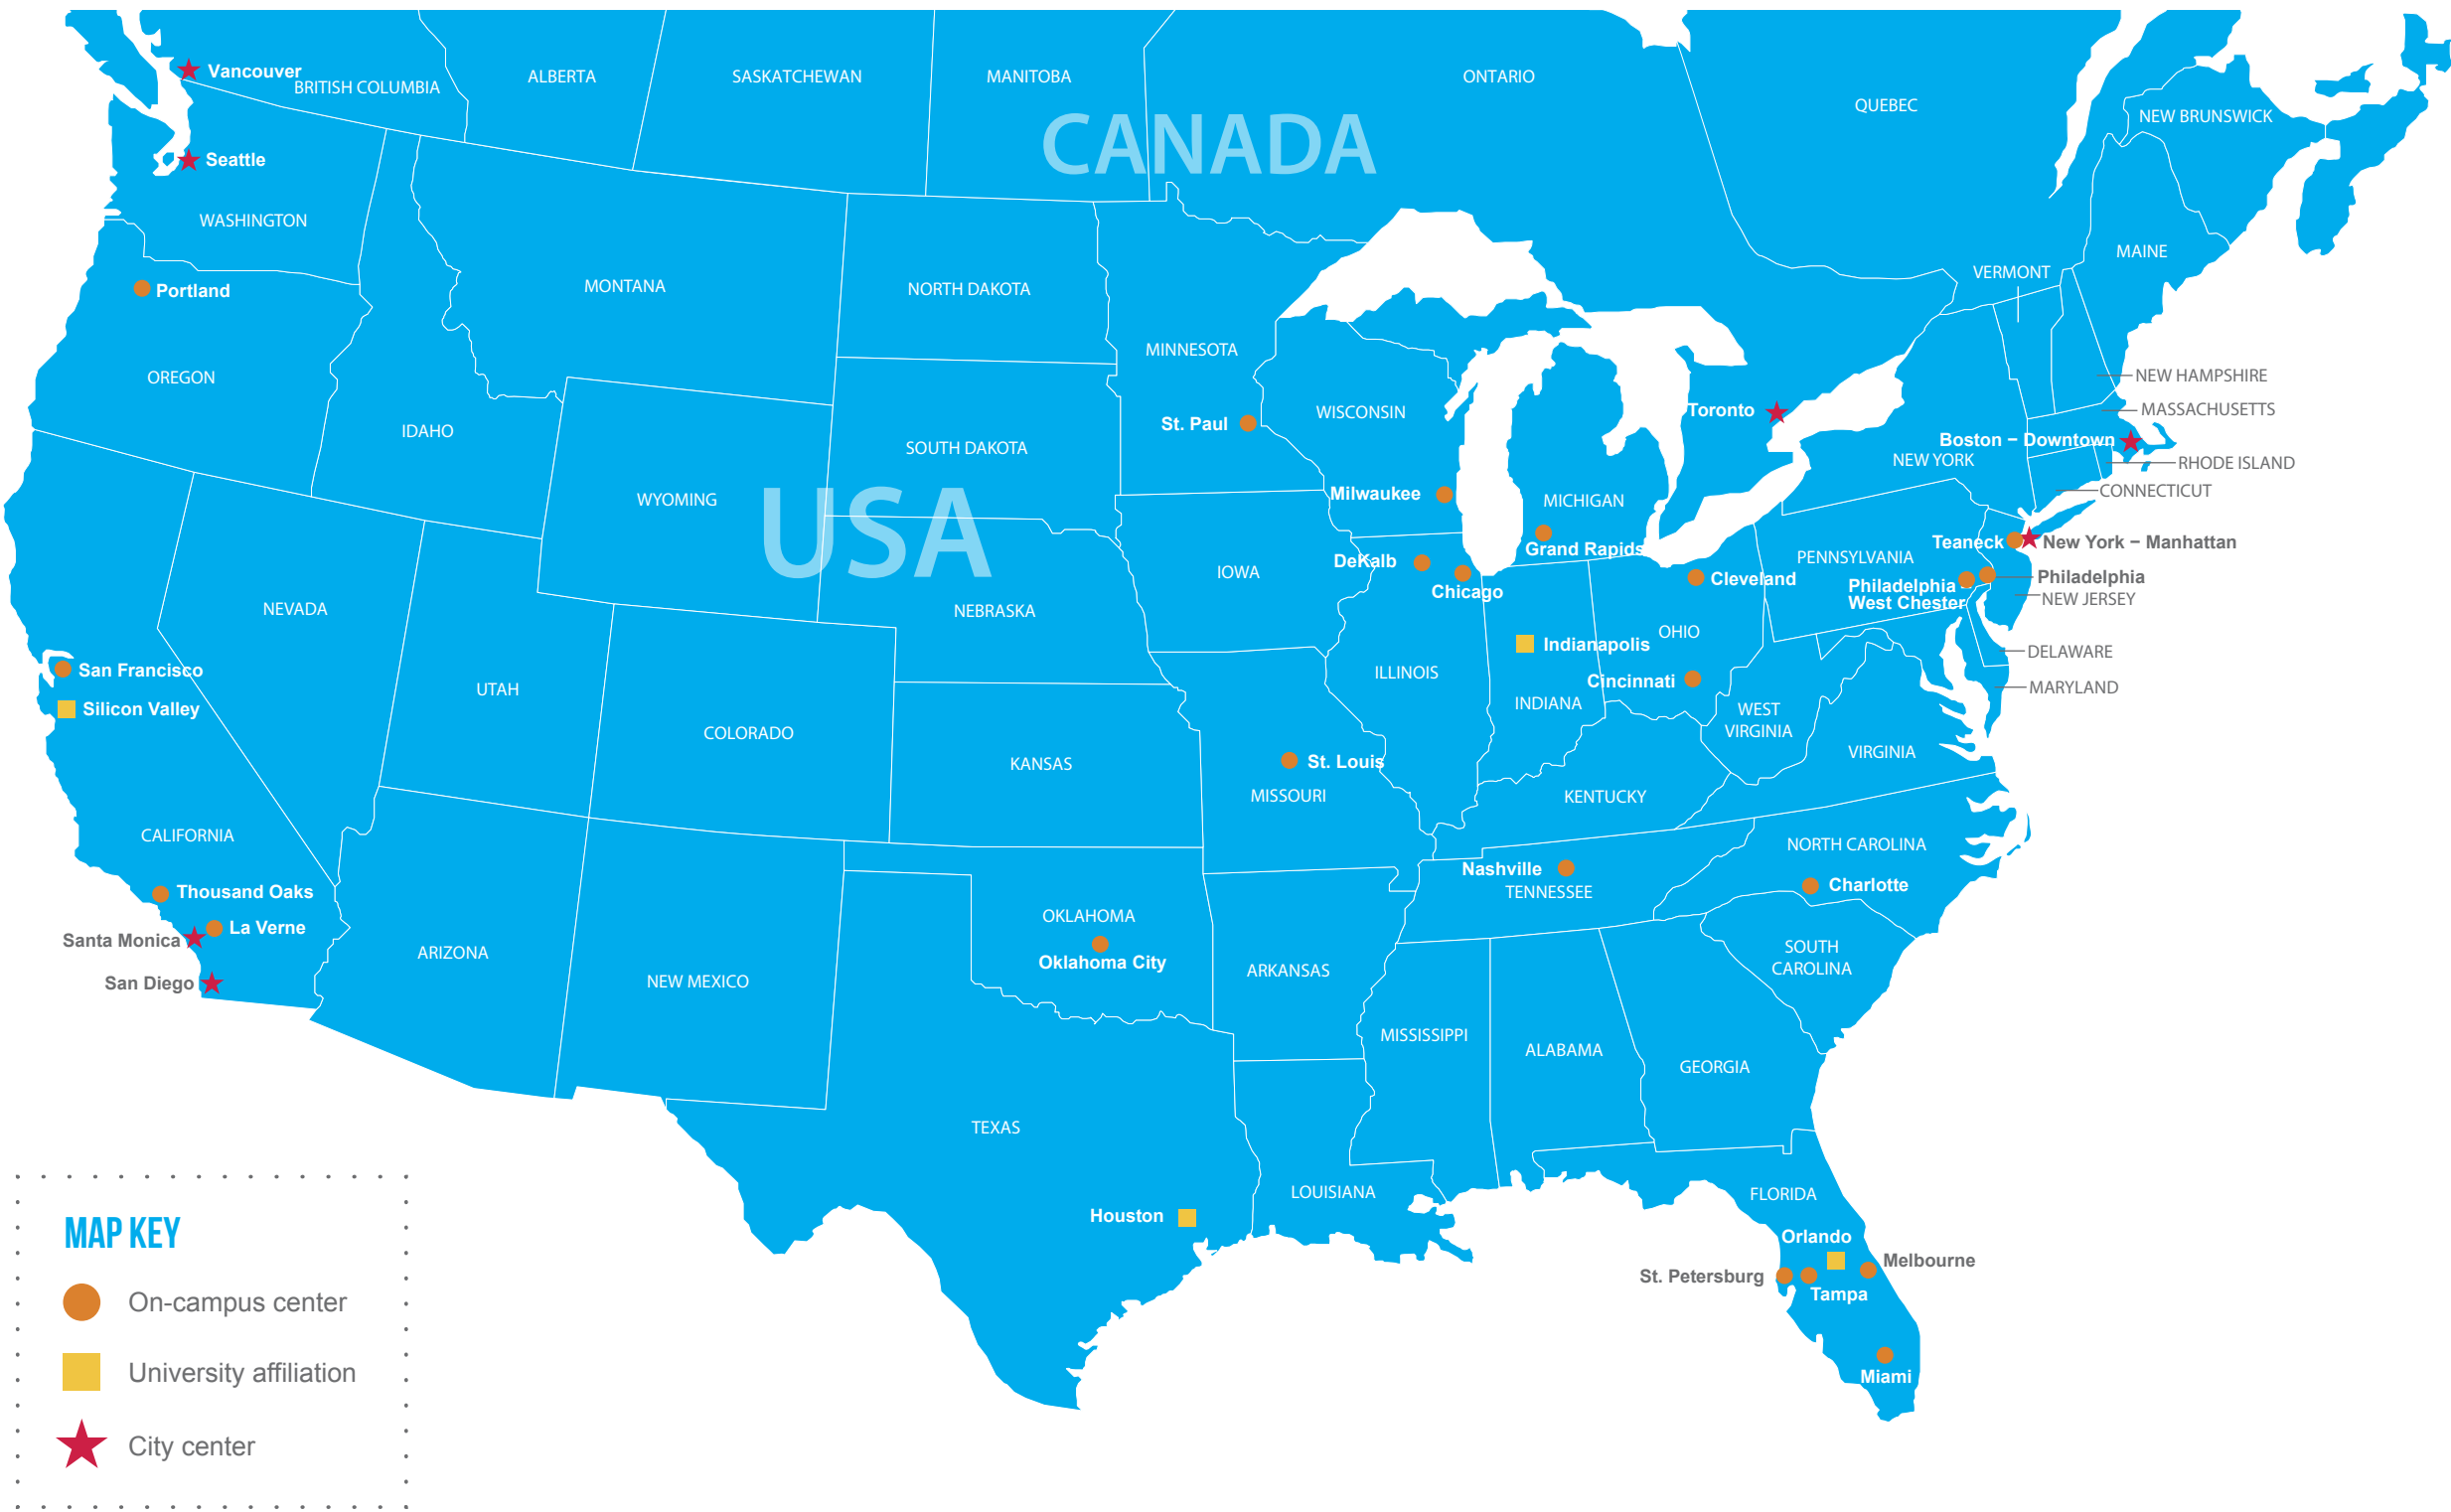 Vancouver
BRITISH COLUMBIA
ALBERTA
SASKATCHEWAN
MANITOBA
ONTARIO
QUEBEC
NEW BRUNSWICK
CANADA
Seattle
WASHINGTON
MAINE
VERMONT
Portland
MONTANA
NORTH DAKOTA
MINNESOTA
OREGON
NEW HAMPSHIRE
MASSACHUSETTS
IDAHO
WISCONSIN
Toronto
St. Paul
SOUTH DAKOTA
Boston – Downtown
NEW YORK
RHODE ISLAND
CONNECTICUT
WYOMING
USA
Milwaukee
MICHIGAN
Grand Rapids
Teaneck
New York – Manhattan
PENNSYLVANIA
DeKalb
Chicago
IOWA
Cleveland
Philadelphia
Philadelphia
West Chester
NEW JERSEY
NEVADA
NEBRASKA
OHIO
Indianapolis
DELAWARE
San Francisco
UTAH
ILLINOIS
Cincinnati
MARYLAND
Silicon Valley
INDIANA
WEST
VIRGINIA
COLORADO
KANSAS
St. Louis
VIRGINIA
MISSOURI
KENTUCKY
CALIFORNIA
NORTH CAROLINA
Nashville
TENNESSEE
Charlotte
Thousand Oaks
La Verne
Santa Monica
OKLAHOMA
Oklahoma City
ARIZONA
SOUTH
CAROLINA
San Diego
NEW MEXICO
ARKANSAS
MISSISSIPPI
ALABAMA
GEORGIA
TEXAS
LOUISIANA
FLORIDA
Houston
Orlando
Melbourne
St. Petersburg
Tampa
Miami
MAP KEY
On-campus center
University affiliation
City center